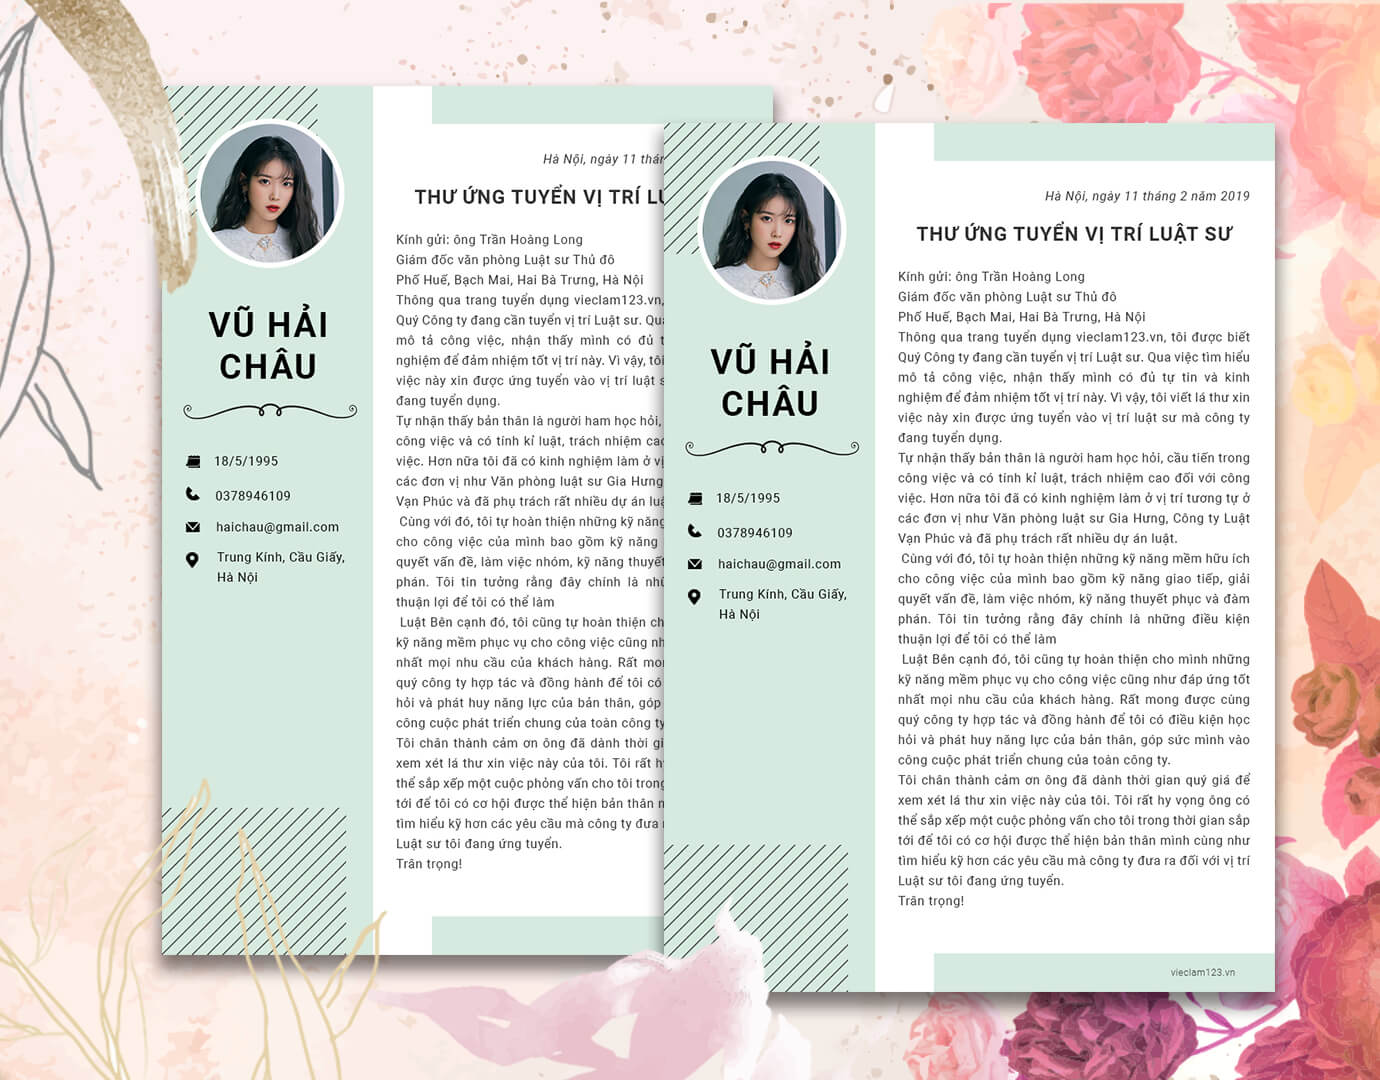 Hà Nội, ngày 11 thán
THƯ ỨNG TUYỂN VỊ TRÍ LU
Kính gửi: ông Trần Hoàng Long
Giám đốc văn phòng Luật sư Thủ đô
Phố Huế, Bạch Mai, Hai Bà Trưng, Hà Nội
Thông qua trang tuyển dụng vieclam123.vn,
Quý Công ty đang cần tuyển vị trí Luật sư. Qua
mô tả công việc, nhận thấy mình có đủ t
nghiệm để đảm nhiệm tốt vị trí này. Vì vậy, tôi
việc này xin được ứng tuyển vào vị trí luật s
đang tuyển dụng.
Tự nhận thấy bản thân là người ham học hỏi,
công việc và có tính kỉ luật, trách nhiệm cao
việc. Hơn nữa tôi đã có kinh nghiệm làm ở vị
các đơn vị như Văn phòng luật sư Gia Hưng
Vạn Phúc và đã phụ trách rất nhiều dự án luậ
Cùng với đó, tôi tự hoàn thiện những kỹ năng
cho công việc của mình bao gồm kỹ năng
quyết vấn đề, làm việc nhóm, kỹ năng thuyết
phán. Tôi tin tưởng rằng đây chính là nhữ
thuận lợi để tôi có thể làm
Luật Bên cạnh đó, tôi cũng tự hoàn thiện ch
kỹ năng mềm phục vụ cho công việc cũng nh
nhất mọi nhu cầu của khách hàng. Rất mo
quý công ty hợp tác và đồng hành để tôi có
hỏi và phát huy năng lực của bản thân, góp
công cuộc phát triển chung của toàn công ty
Tôi chân thành cảm ơn ông đã dành thời gi
xem xét lá thư xin việc này của tôi. Tôi rất h
thể sắp xếp một cuộc phỏng vấn cho tôi trong
tới để tôi có cơ hội được thể hiện bản thân m
tìm hiểu kỹ hơn các yêu cầu mà công ty đưa r
Luật sư tôi đang ứng tuyển.
Trân trọng!
VŨ HẢI
CHÂU
18/5/1995
0378946109
haichau@gmail.com
Trung Kính, Cầu Giấy,
Hà Nội
Hà Nội, ngày 11 tháng 2 năm 2019
THƯ ỨNG TUYỂN VỊ TRÍ LUẬT SƯ
Kính gửi: ông Trần Hoàng Long
Giám đốc văn phòng Luật sư Thủ đô
Phố Huế, Bạch Mai, Hai Bà Trưng, Hà Nội
Thông qua trang tuyển dụng vieclam123.vn, tôi được biết
Quý Công ty đang cần tuyển vị trí Luật sư. Qua việc tìm hiểu
mô tả công việc, nhận thấy mình có đủ tự tin và kinh
nghiệm để đảm nhiệm tốt vị trí này. Vì vậy, tôi viết lá thư xin
việc này xin được ứng tuyển vào vị trí luật sư mà công ty
đang tuyển dụng.
Tự nhận thấy bản thân là người ham học hỏi, cầu tiến trong
công việc và có tính kỉ luật, trách nhiệm cao đối với công
việc. Hơn nữa tôi đã có kinh nghiệm làm ở vị trí tương tự ở
các đơn vị như Văn phòng luật sư Gia Hưng, Công ty Luật
Vạn Phúc và đã phụ trách rất nhiều dự án luật.
Cùng với đó, tôi tự hoàn thiện những kỹ năng mềm hữu ích
cho công việc của mình bao gồm kỹ năng giao tiếp, giải
quyết vấn đề, làm việc nhóm, kỹ năng thuyết phục và đàm
phán. Tôi tin tưởng rằng đây chính là những điều kiện
thuận lợi để tôi có thể làm
Luật Bên cạnh đó, tôi cũng tự hoàn thiện cho mình những
kỹ năng mềm phục vụ cho công việc cũng như đáp ứng tốt
nhất mọi nhu cầu của khách hàng. Rất mong được cùng
quý công ty hợp tác và đồng hành để tôi có điều kiện học
hỏi và phát huy năng lực của bản thân, góp sức mình vào
công cuộc phát triển chung của toàn công ty.
Tôi chân thành cảm ơn ông đã dành thời gian quý giá để
xem xét lá thư xin việc này của tôi. Tôi rất hy vọng ông có
thể sắp xếp một cuộc phỏng vấn cho tôi trong thời gian sắp
tới để tôi có cơ hội được thể hiện bản thân mình cùng như
tìm hiểu kỹ hơn các yêu cầu mà công ty đưa ra đối với vị trí
Luật sư tôi đang ứng tuyển.
Trân trọng!
VŨ HẢI
CHÂU
18/5/1995
0378946109
haichau@gmail.com
Trung Kính, Cầu Giấy,
Hà Nội
vieclam123.vn